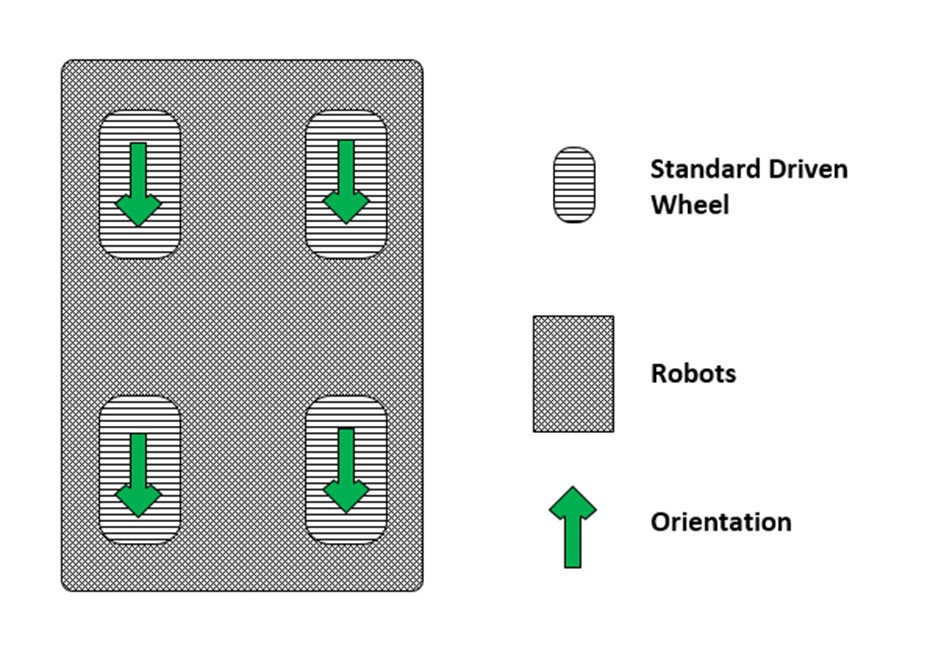 Standard Driven
Wheel
Robots
Orientation